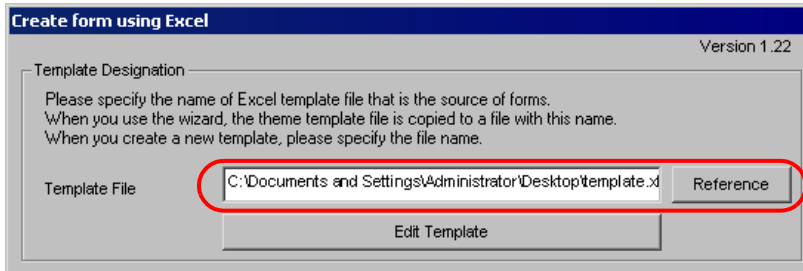 Create form using Excel
Version 1.22
Template Designation
Please specify the name of Excel template file that is the source of forms.
When you use the wizard, the theme template file is copied to a file with this name.
When you create a new template, please specify the file name.
Template File
C:\Documents and Settings\Administrator\Desktop\template.xl
Reference
Edit Template